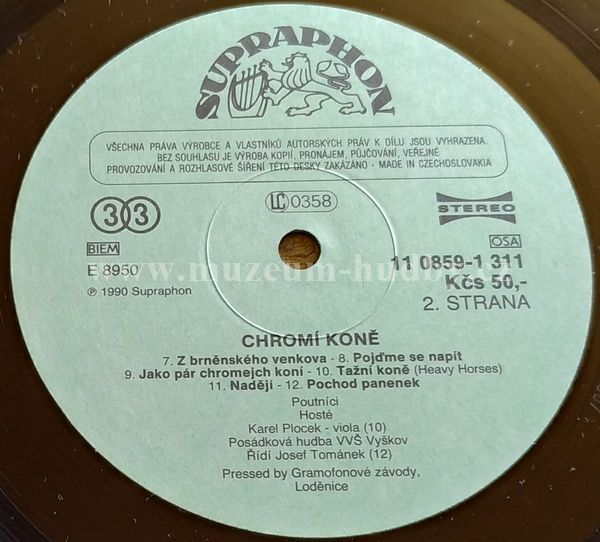 SUPRAPHON
VŠECHNA PRÁVA VÝROBCE A VLASTNÍKŮ AUTORSKÝCH PRÁV K DÍLU JSOU VYHRAZENA.
BEZ SOUHLASU JE VÝROBA KOPIÍ, PRONÁJEM, PŮJČOVÁNÍ, VEŘEJNÉ
PROVOZOVÁNÍ A ROZHLASOVÉ ŠÍŘENÍ TÉTO DESKY ZAKÁZÁNO - MADE IN CZECHOSLOVAKIA
33
LC 0358
STEREO
BIEM
OSA
E 8950
11 0859-1 311
www.muzeum-hudby.
℗ 1990 Supraphon
Kčs 50,-
2. STRANA
CHROMÍ KONĚ
7. Z brněnského venkova - 8. Pojďme se napít
9. Jako pár chromejch koní - 10. Tažní koně (Heavy Horses)
11. Nadějí - 12. Pochod panenek
Poutníci
Hosté
Karel Plocek - viola (10)
Posádková hudba VVŠ Vyškov
Řídí Josef Tománek (12)
Pressed by Gramofonové závody,
Loděnice